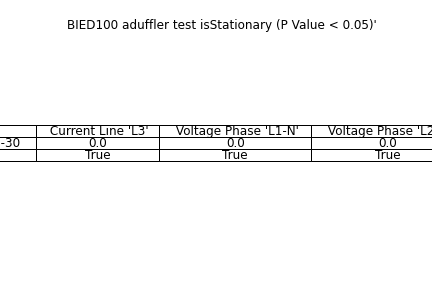 BIED100 aduffler test isStationary (P Value < 0.05)'
Current Line 'L3' Voltage Phase 'L1-N' Voltage Phase 'L2
-30 0.0 0.0 0.0
True True True